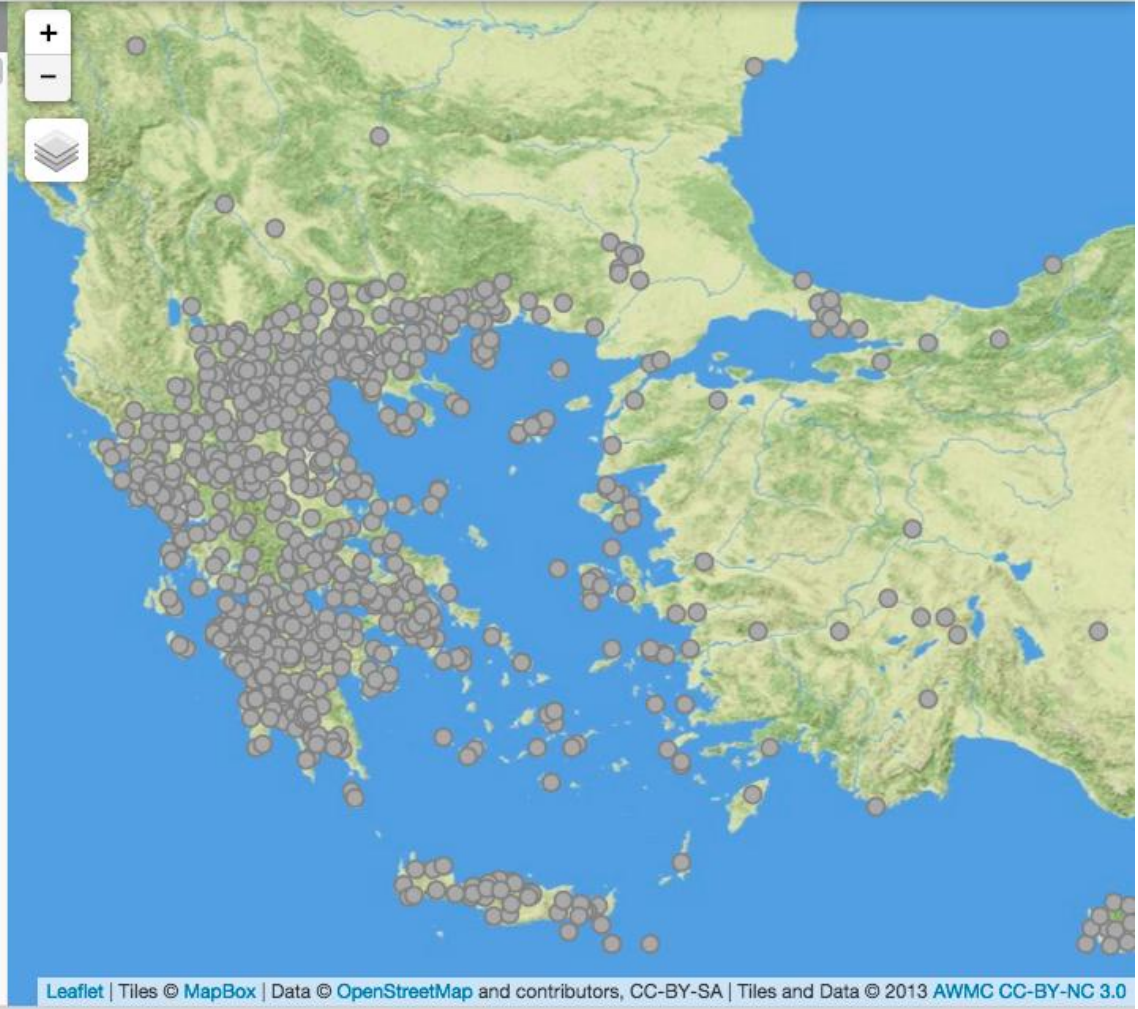 +
−
Leaflet | Tiles © MapBox | Data © OpenStreetMap and contributors, CC-BY-SA | Tiles and Data © 2013 AWMC CC-BY-NC 3.0